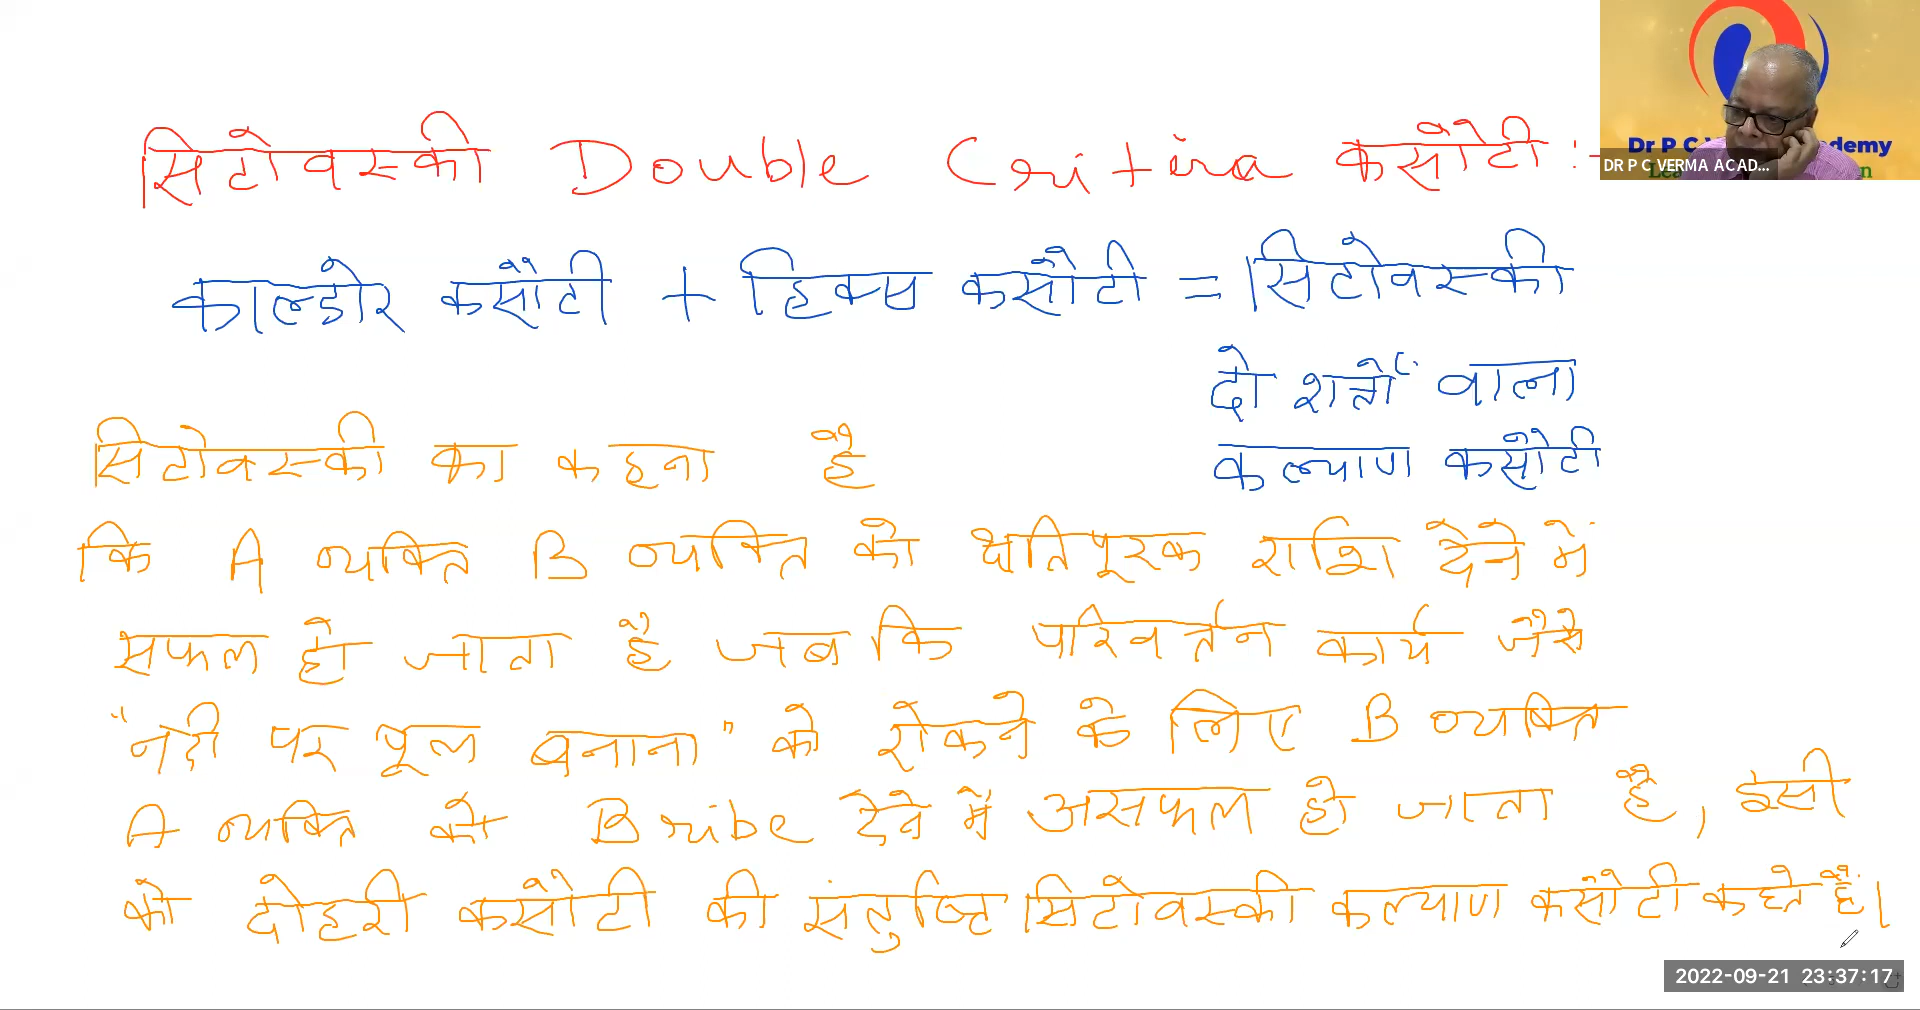 सिटोवस्की Double Critira कसौटी :-
काल्डोर कसौटी + हिक्स कसौटी = सिटोवस्की
दो शर्तों वाला
कल्याण कसौटी
सिटोवस्की का कहना है
कि A व्यक्ति B व्यक्ति को क्षतिपूरक राशि देने में
सफल हो जाता है जब कि परिवर्तन कार्य जैसे
"नदी पर पूल बनाना" को रोकने के लिए B व्यक्ति
A व्यक्ति को Bribe देने में असफल हो जाता है, इसी
को दोहरी कसौटी की संतुष्टि सिटोवस्की कल्याण कसौटी कहते हैं।
Dr P C V demy
DR P C VERMA ACAD...
2022-09-21 23:37:17